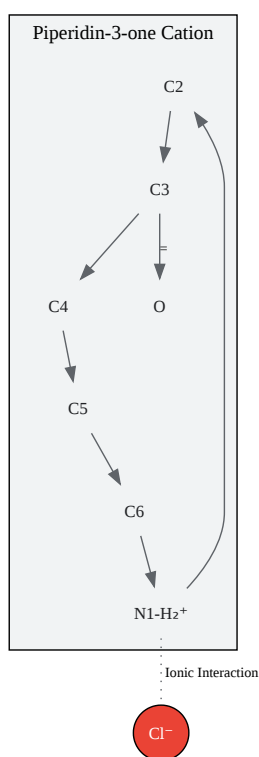 Piperidin-3-one Cation
C2
C3
=
C4
O
C5
C6
N1-H₂⁺
Ionic Interaction
Cl⁻